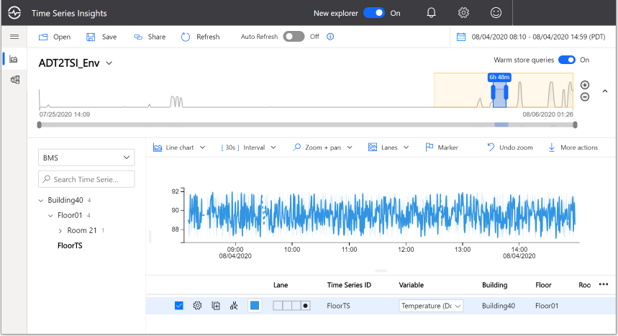 Time Series Insights New explorer On
Open Save Share Refresh Auto Refresh Off 08/04/2020 08:10 - 08/04/2020 14:59 (PDT)
ADT2TSI_Env Warm store queries On
6h 48m
07/25/2020 14:09 08/06/2020 01:26
BMS Line chart [ 30s ] Interval Zoom + pan Lanes Marker Undo zoom More actions
Search Time Serie...
Building40 4
Floor01 4
Room 21 1
FloorTS
92
90
88
09:00 10:00 11:00 12:00 13:00 14:00
08/04/2020 08/04/2020
Lane Time Series ID Variable Building Floor Roo
FloorTS Temperature (Do Building40 Floor01